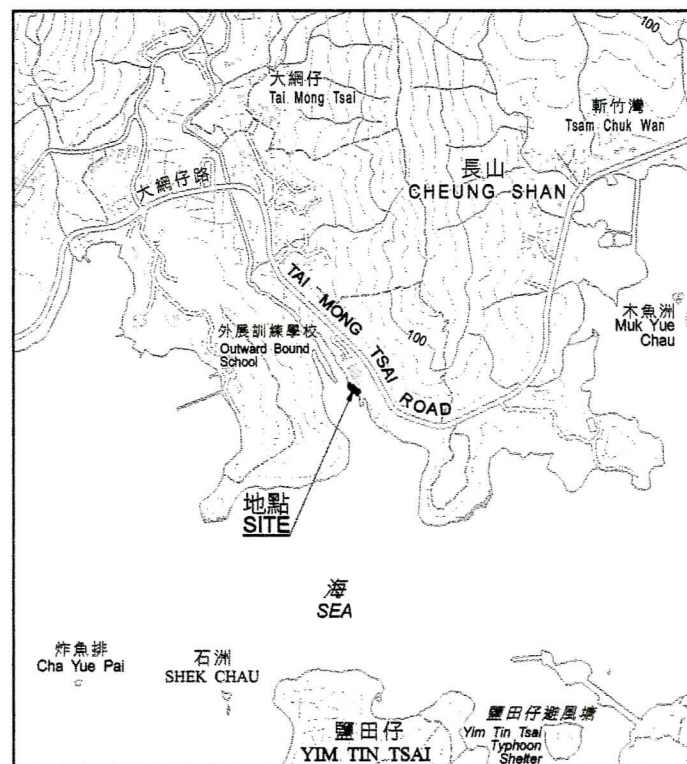 100
大網仔
Tai Mong Tsai
斬竹灣
Tsam Chuk Wan
長山
CHEUNG SHAN
大網仔路
TAI MONG TSAI ROAD
木魚洲
Muk Yue
Chau
外展訓練學校
Outward Bound
School
100
地點
SITE
海
SEA
炸魚排
Cha Yue Pai
石洲
SHEK CHAU
鹽田仔
YIM TIN TSAI
鹽田仔避風塘
Yim Tin Tsai
Typhoon
Shelter